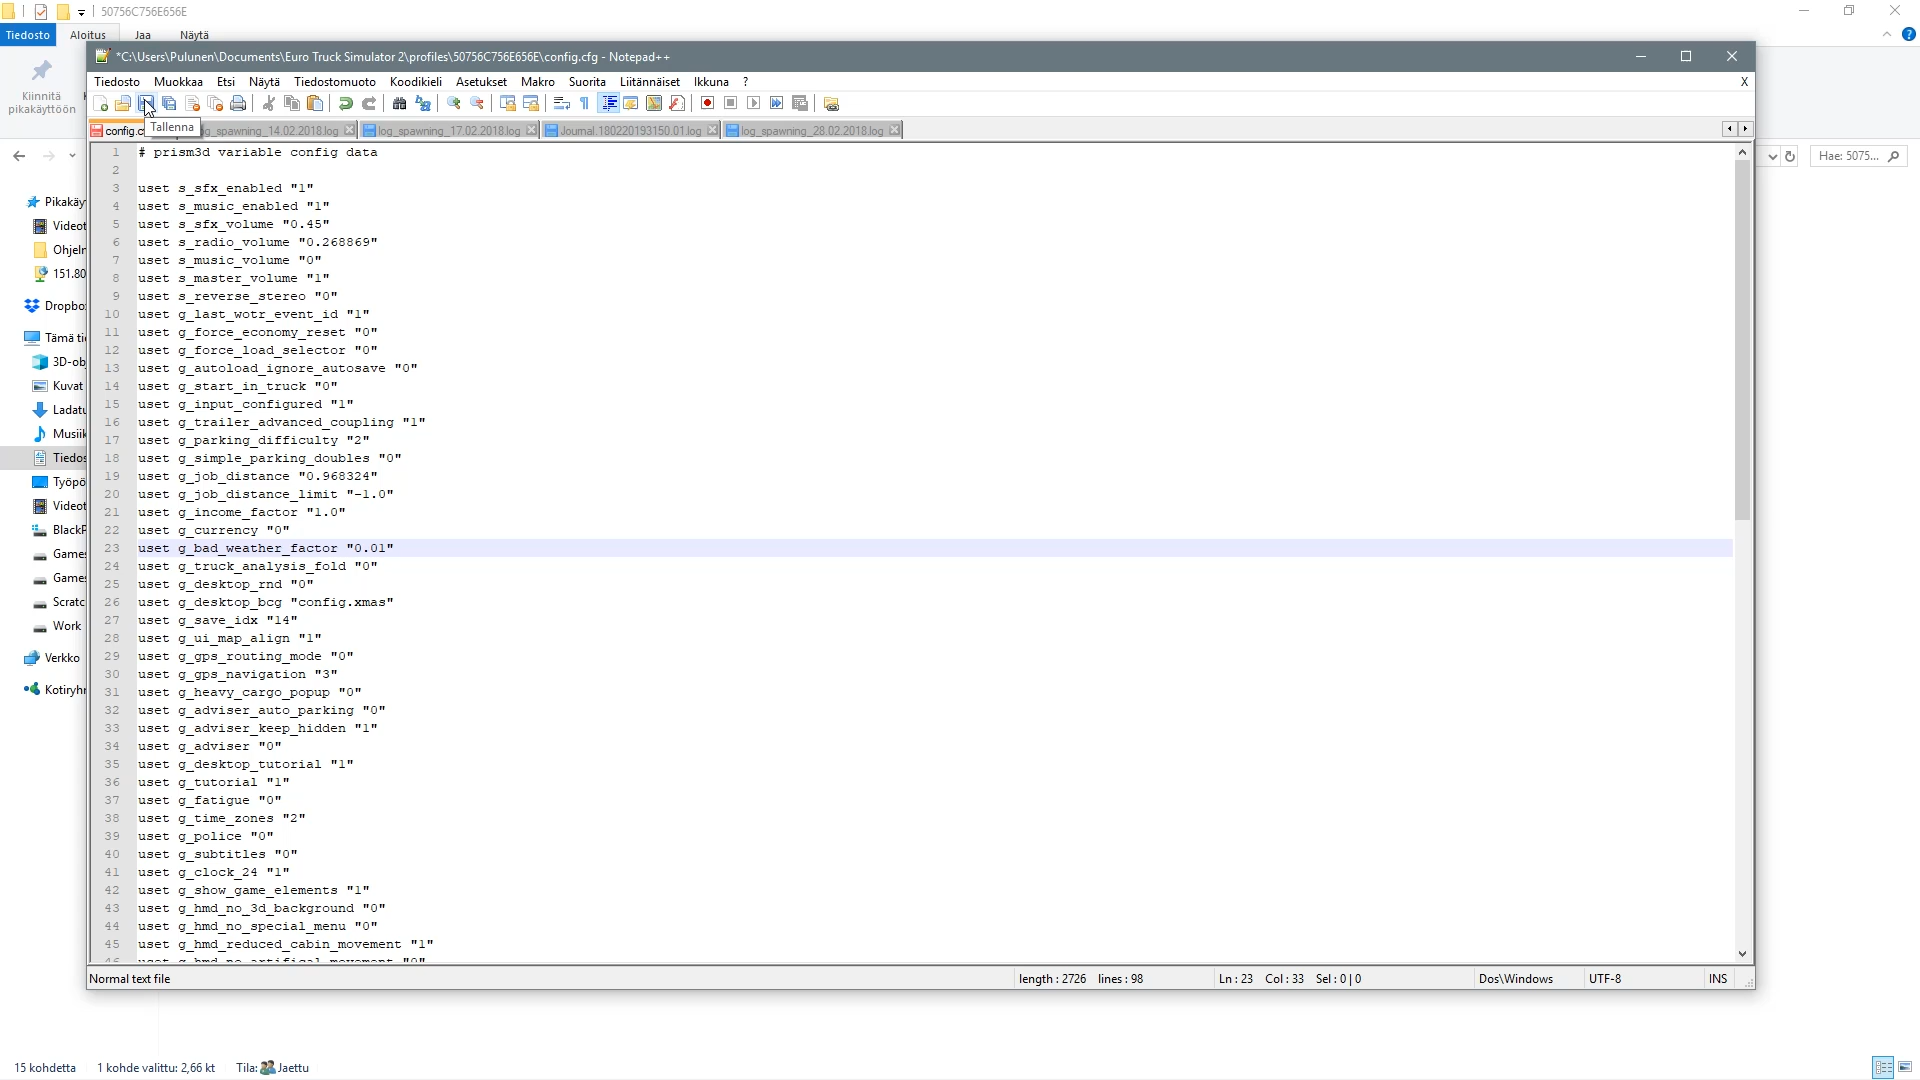 50756C756E656E
Tiedosto Aloitus Jaa Näytä
*C:\Users\Pulunen\Documents\Euro Truck Simulator 2\profiles\50756C756E656E\config.cfg - Notepad++
Tiedosto Muokkaa Etsi Näytä Tiedostomuoto Koodikieli Asetukset Makro Suorita Liitännäiset Ikkuna ? X
Kiinnitä
pikakäyttöön
Tallenna
config.c log_spawning_14.02.2018.log log_spawning_17.02.2018.log Journal.180220193150.01.log log_spawning_28.02.2018.log
Hae: 5075...
Pikakäy
Videot
Ohjeln
151.80
Dropbo
Tämä ti
3D-ob
Kuvat
Ladatu
Musiik
Tiedos
Työpö
Videot
BlackP
Games
Games
Scratc
Work
Verkko
Kotiryhr
1 # prism3d variable config data
2
3 uset s_sfx_enabled "1"
4 uset s_music_enabled "1"
5 uset s_sfx_volume "0.45"
6 uset s_radio_volume "0.268869"
7 uset s_music_volume "0"
8 uset s_master_volume "1"
9 uset s_reverse_stereo "0"
10 uset g_last_wotr_event_id "1"
11 uset g_force_economy_reset "0"
12 uset g_force_load_selector "0"
13 uset g_autoload_ignore_autosave "0"
14 uset g_start_in_truck "0"
15 uset g_input_configured "1"
16 uset g_trailer_advanced_coupling "1"
17 uset g_parking_difficulty "2"
18 uset g_simple_parking_doubles "0"
19 uset g_job_distance "0.968324"
20 uset g_job_distance_limit "-1.0"
21 uset g_income_factor "1.0"
22 uset g_currency "0"
23 uset g_bad_weather_factor "0.01"
24 uset g_truck_analysis_fold "0"
25 uset g_desktop_rnd "0"
26 uset g_desktop_bcg "config.xmas"
27 uset g_save_idx "14"
28 uset g_ui_map_align "1"
29 uset g_gps_routing_mode "0"
30 uset g_gps_navigation "3"
31 uset g_heavy_cargo_popup "0"
32 uset g_adviser_auto_parking "0"
33 uset g_adviser_keep_hidden "1"
34 uset g_adviser "0"
35 uset g_desktop_tutorial "1"
36 uset g_tutorial "1"
37 uset g_fatigue "0"
38 uset g_time_zones "2"
39 uset g_police "0"
40 uset g_subtitles "0"
41 uset g_clock_24 "1"
42 uset g_show_game_elements "1"
43 uset g_hmd_no_3d_background "0"
44 uset g_hmd_no_special_menu "0"
45 uset g_hmd_reduced_cabin_movement "1"
Normal text file length : 2726 lines : 98 Ln : 23 Col : 33 Sel : 0 | 0 Dos\Windows UTF-8 INS
15 kohdetta 1 kohde valittu: 2,66 kt Tila: Jaettu